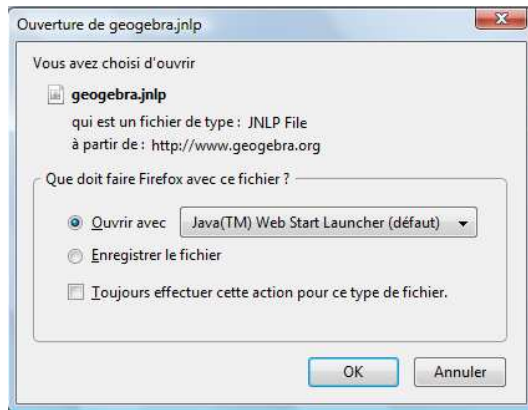 Ouverture de geogebra.jnlp
Vous avez choisi d'ouvrir
geogebra.jnlp
qui est un fichier de type : JNLP File
à partir de : http://www.geogebra.org
Que doit faire Firefox avec ce fichier ?
Ouvrir avec Java(TM) Web Start Launcher (défaut)
Enregistrer le fichier
Toujours effectuer cette action pour ce type de fichier.
OK Annuler